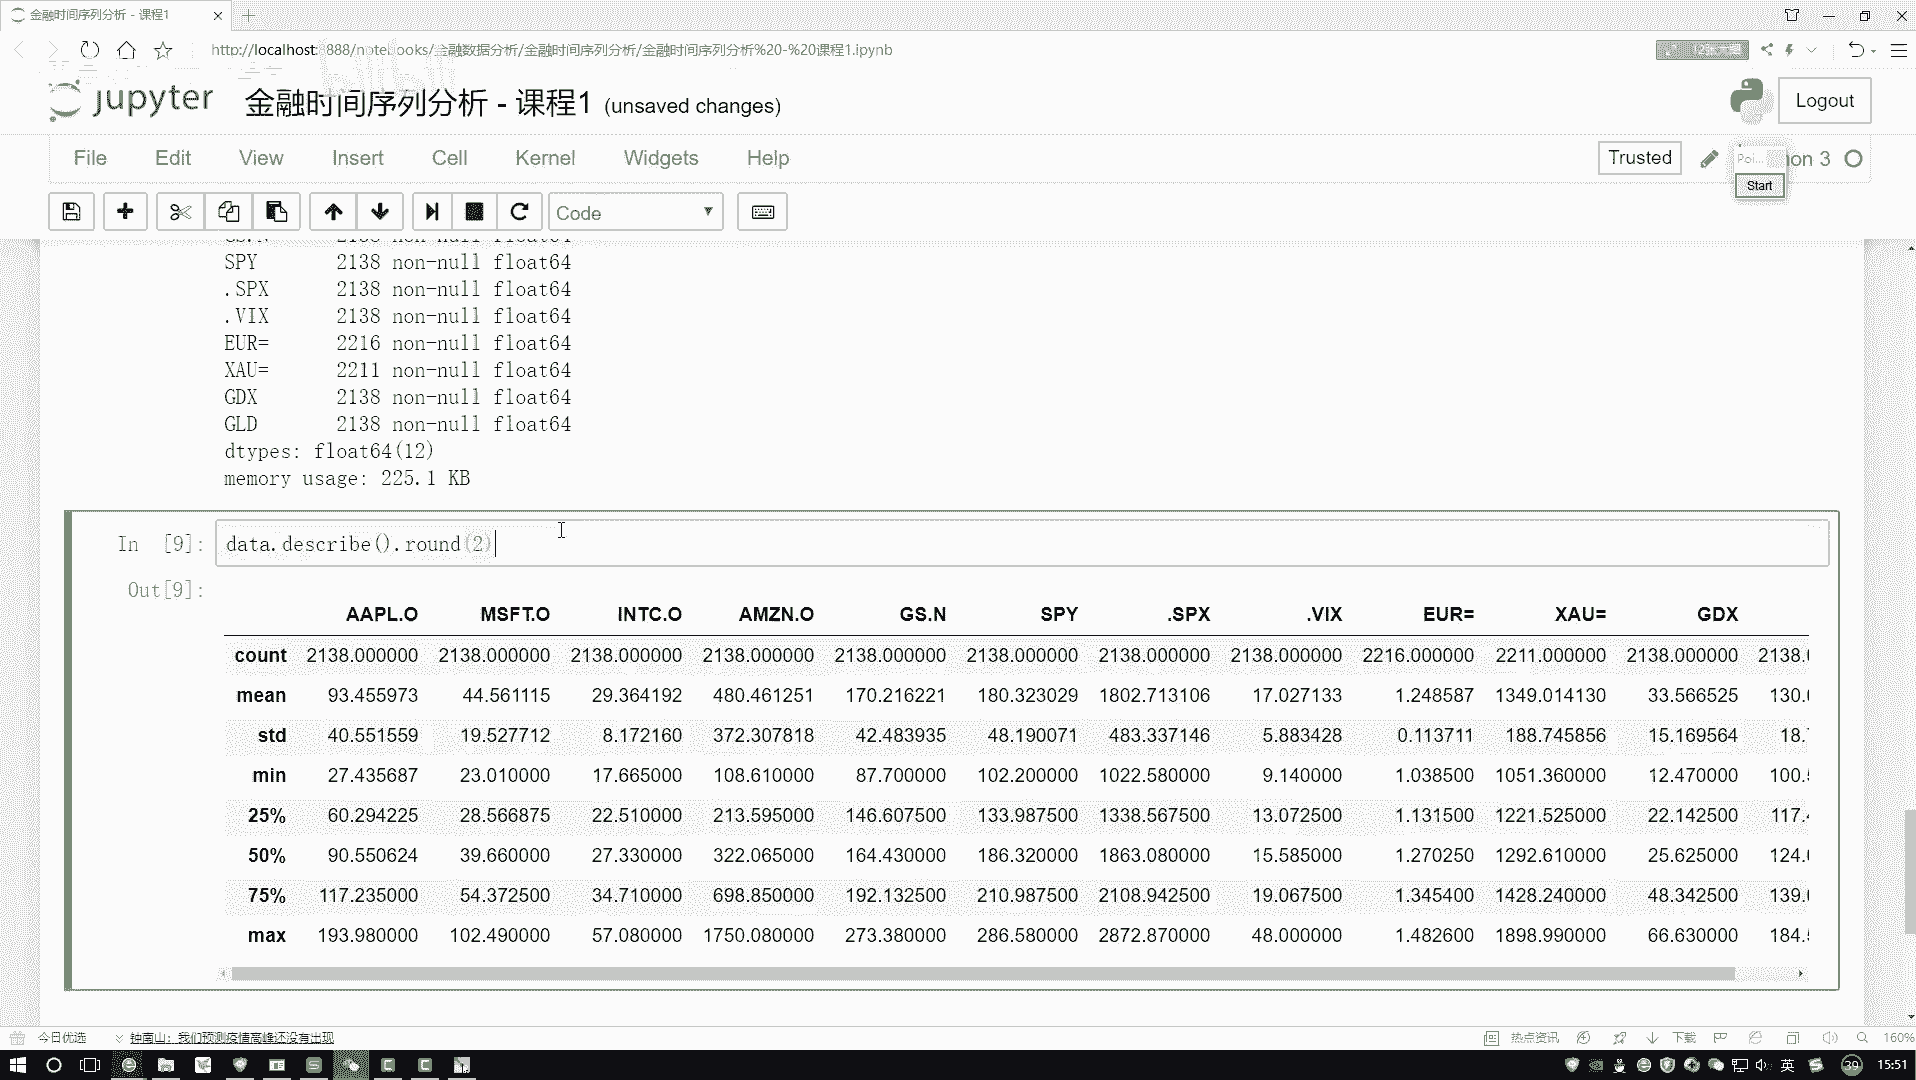 金融时间序列分析 - 课程1
http://localhost:8888/notebooks/金融数据分析/金融时间序列分析/金融时间序列分析%20-%20课程1.ipynb
jupyter 金融时间序列分析 - 课程1 (unsaved changes)
Logout
File Edit View Insert Cell Kernel Widgets Help
Trusted
Poi...
on 3
Start
Code
SPY 2138 non-null float64
.SPX 2138 non-null float64
.VIX 2138 non-null float64
EUR= 2216 non-null float64
XAU= 2211 non-null float64
GDX 2138 non-null float64
GLD 2138 non-null float64
dtypes: float64(12)
memory usage: 225.1 KB
In [9]: data.describe().round(2)
Out[9]:
AAPL.O MSFT.O INTC.O AMZN.O GS.N SPY .SPX .VIX EUR= XAU= GDX
count 2138.000000 2138.000000 2138.000000 2138.000000 2138.000000 2138.000000 2138.000000 2138.000000 2216.000000 2211.000000 2138.000000 2138.
mean 93.455973 44.561115 29.364192 480.461251 170.216221 180.323029 1802.713106 17.027133 1.248587 1349.014130 33.566525 130.
std 40.551559 19.527712 8.172160 372.307818 42.483935 48.190071 483.337146 5.883428 0.113711 188.745856 15.169564 18.
min 27.435687 23.010000 17.665000 108.610000 87.700000 102.200000 1022.580000 9.140000 1.038500 1051.360000 12.470000 100.
25% 60.294225 28.566875 22.510000 213.595000 146.607500 133.987500 1338.567500 13.072500 1.131500 1221.525000 22.142500 117.
50% 90.550624 39.660000 27.330000 322.065000 164.430000 186.320000 1863.080000 15.585000 1.270250 1292.610000 25.625000 124.
75% 117.235000 54.372500 34.710000 698.850000 192.132500 210.987500 2108.942500 19.067500 1.345400 1428.240000 48.342500 139.
max 193.980000 102.490000 57.080000 1750.080000 273.380000 286.580000 2872.870000 48.000000 1.482600 1898.990000 66.630000 184.
今日优选 钟南山：我们预测疫情高峰还没有出现
热点资讯 下载 160%
英 39 15:51